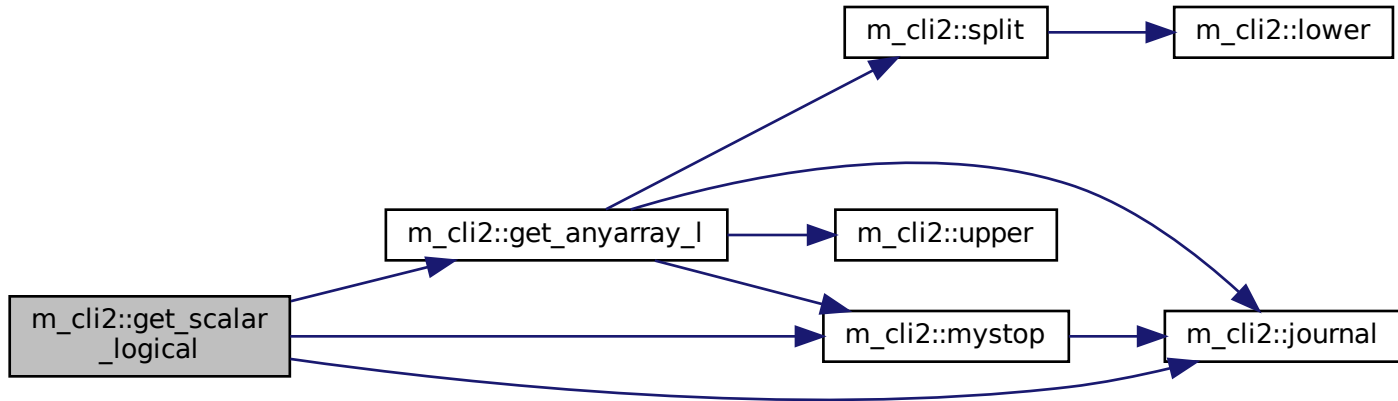 m_cli2::split
m_cli2::lower
m_cli2::get_anyarray_l
m_cli2::upper
m_cli2::get_scalar
_logical
m_cli2::mystop
m_cli2::journal